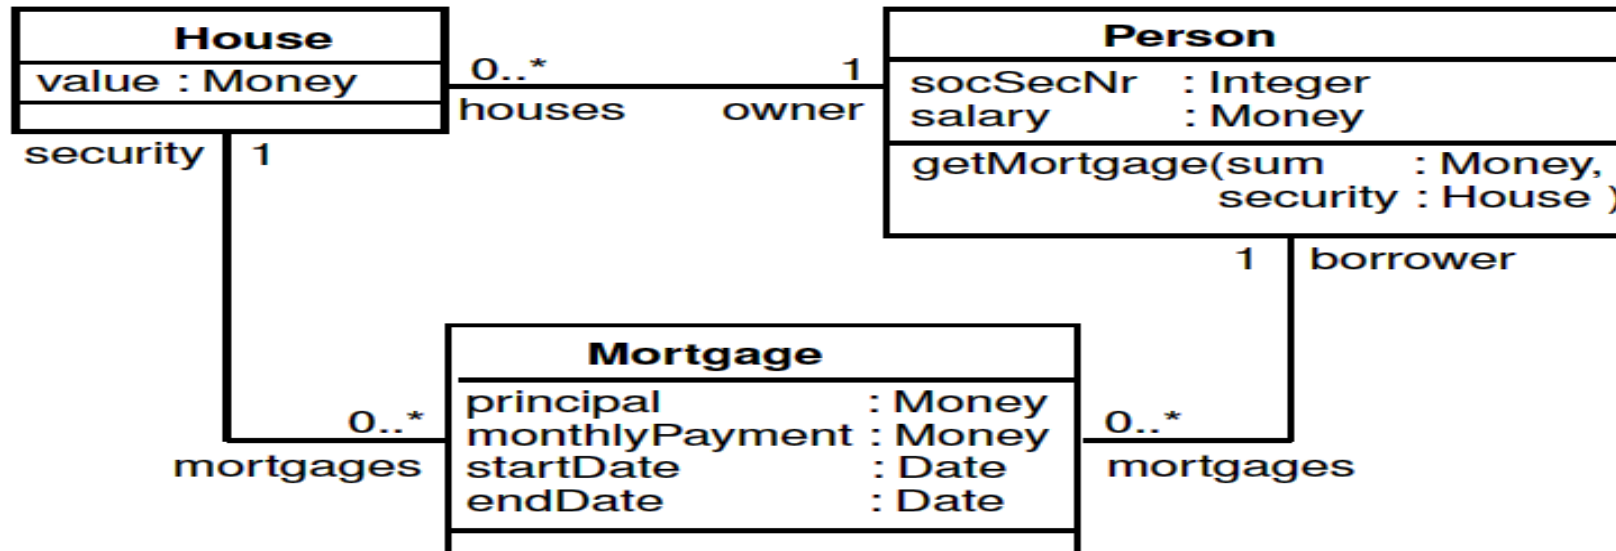 House
value : Money
0..*
houses
1
owner
Person
socSecNr : Integer
salary : Money
getMortgage(sum : Money,
security : House )
security
1
1
borrower
Mortgage
principal : Money
monthlyPayment : Money
startDate : Date
endDate : Date
0..*
mortgages
0..*
mortgages